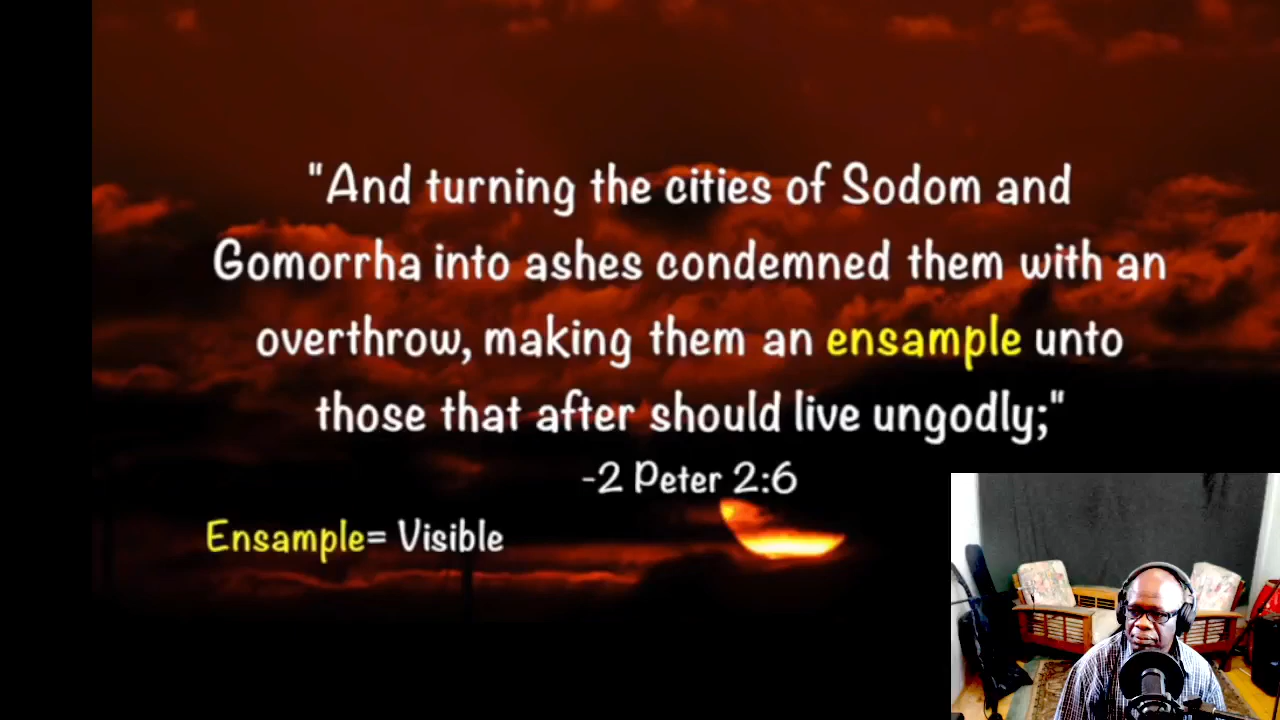 "And turning the cities of Sodom and
Gomorrha into ashes condemned them with an
overthrow, making them an ensample unto
those that after should live ungodly;"
-2 Peter 2:6
Ensample= Visible